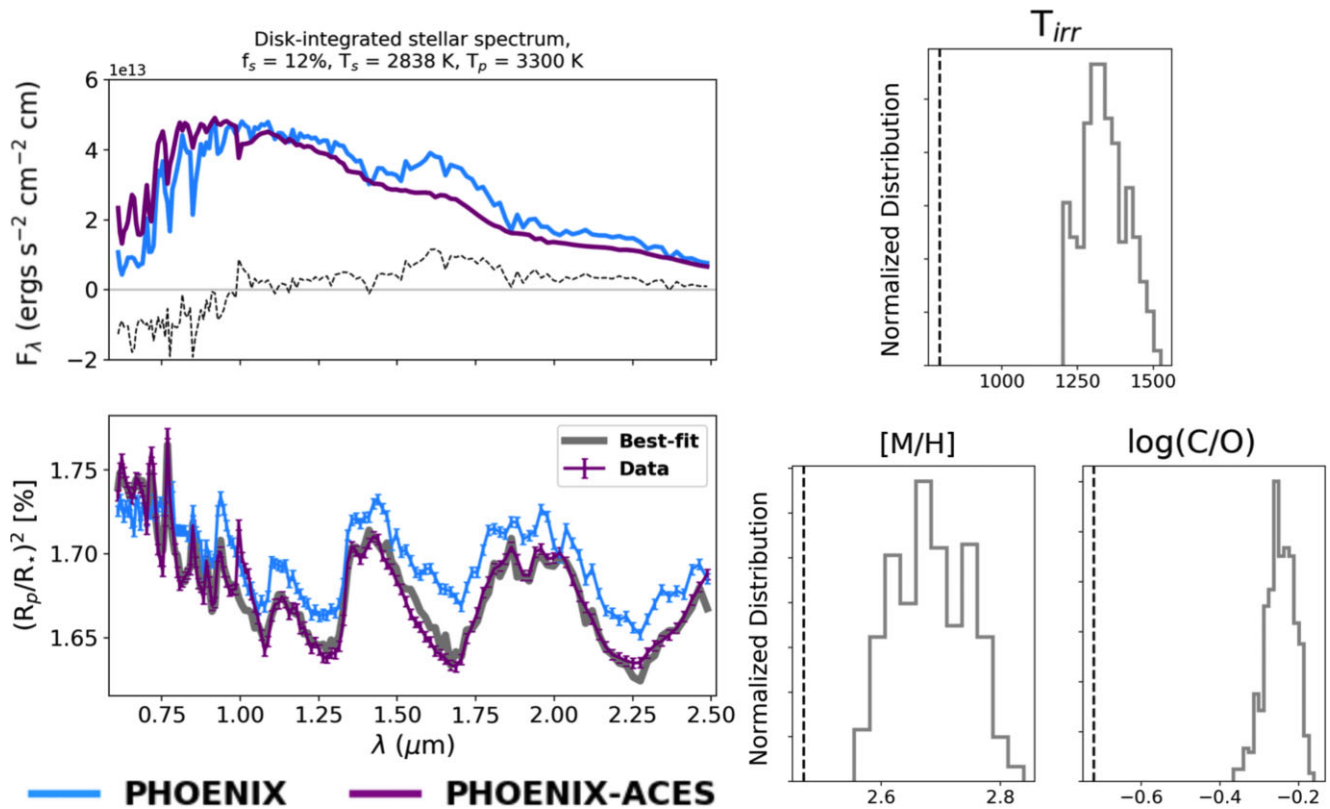 Disk-integrated stellar spectrum,
f_s = 12%, T_s = 2838 K, T_p = 3300 K
1e13
6
4
2
0
−2
F_λ (ergs s⁻² cm⁻² cm)
1.75
1.70
1.65
(R_p/R_⋆)² [%]
Best-fit
Data
0.75 1.00 1.25 1.50 1.75 2.00 2.25 2.50
λ (μm)
PHOENIX PHOENIX-ACES
T_irr
Normalized Distribution
1000 1250 1500
[M/H]
Normalized Distribution
2.6 2.8
log(C/O)
−0.6 −0.4 −0.2